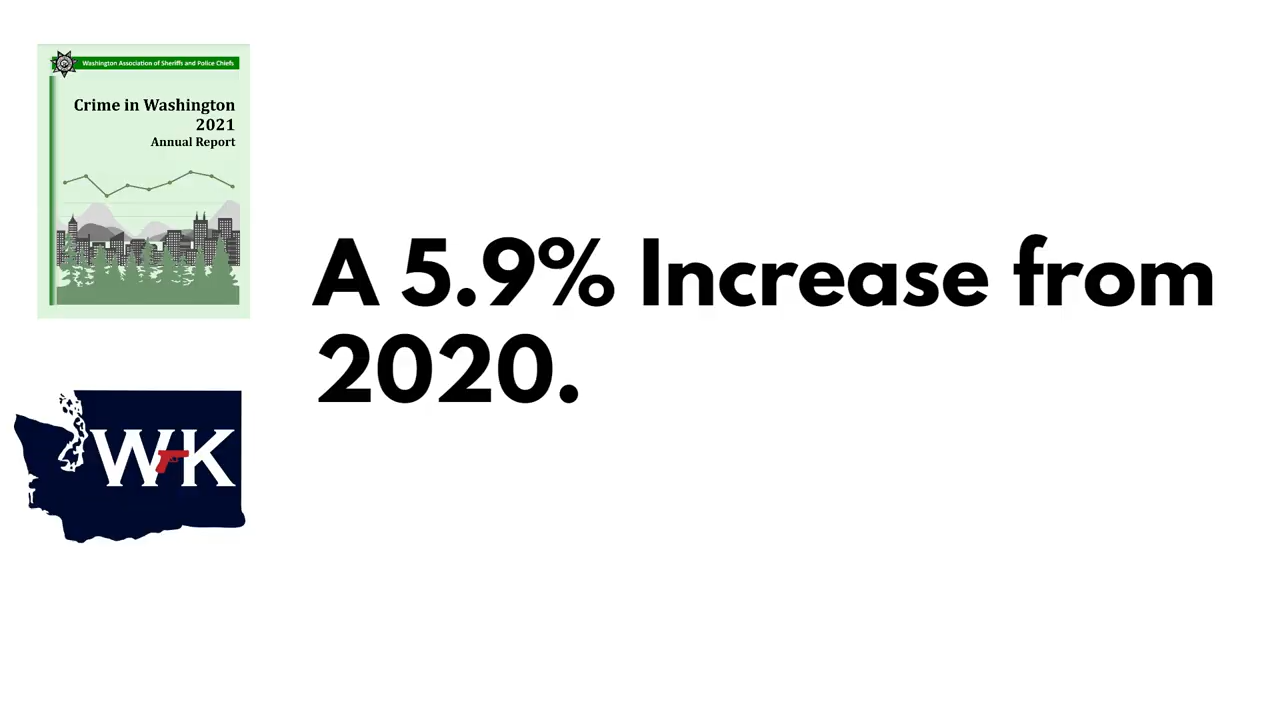 Washington Association of Sheriffs and Police Chiefs
Crime in Washington
2021
Annual Report
A 5.9% Increase from
2020.
WK